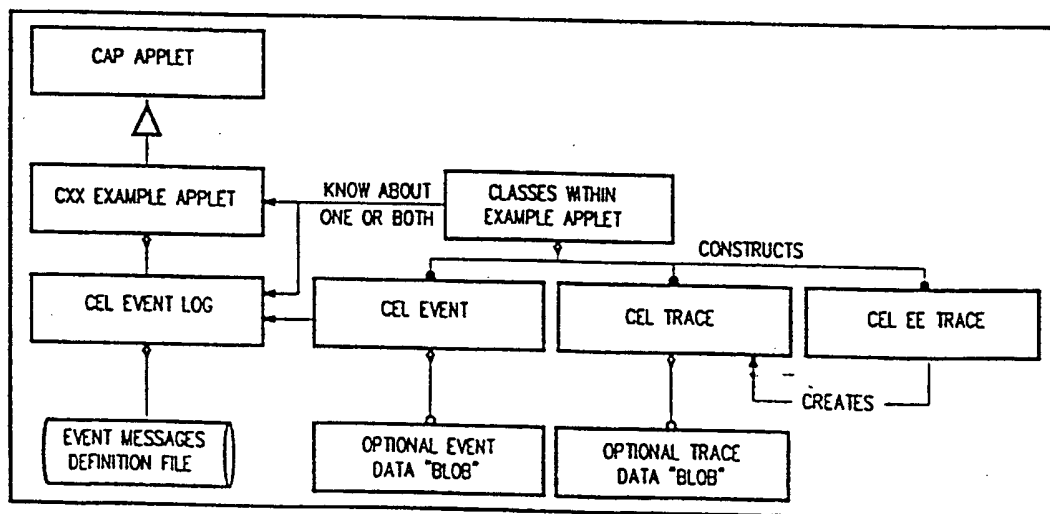 CAP APPLET
CXX EXAMPLE APPLET
KNOW ABOUT
ONE OR BOTH
CLASSES WITHIN
EXAMPLE APPLET
CONSTRUCTS
CEL EVENT LOG
CEL EVENT
CEL TRACE
CEL EE TRACE
CREATES
EVENT MESSAGES
DEFINITION FILE
OPTIONAL EVENT
DATA "BLOB"
OPTIONAL TRACE
DATA "BLOB"